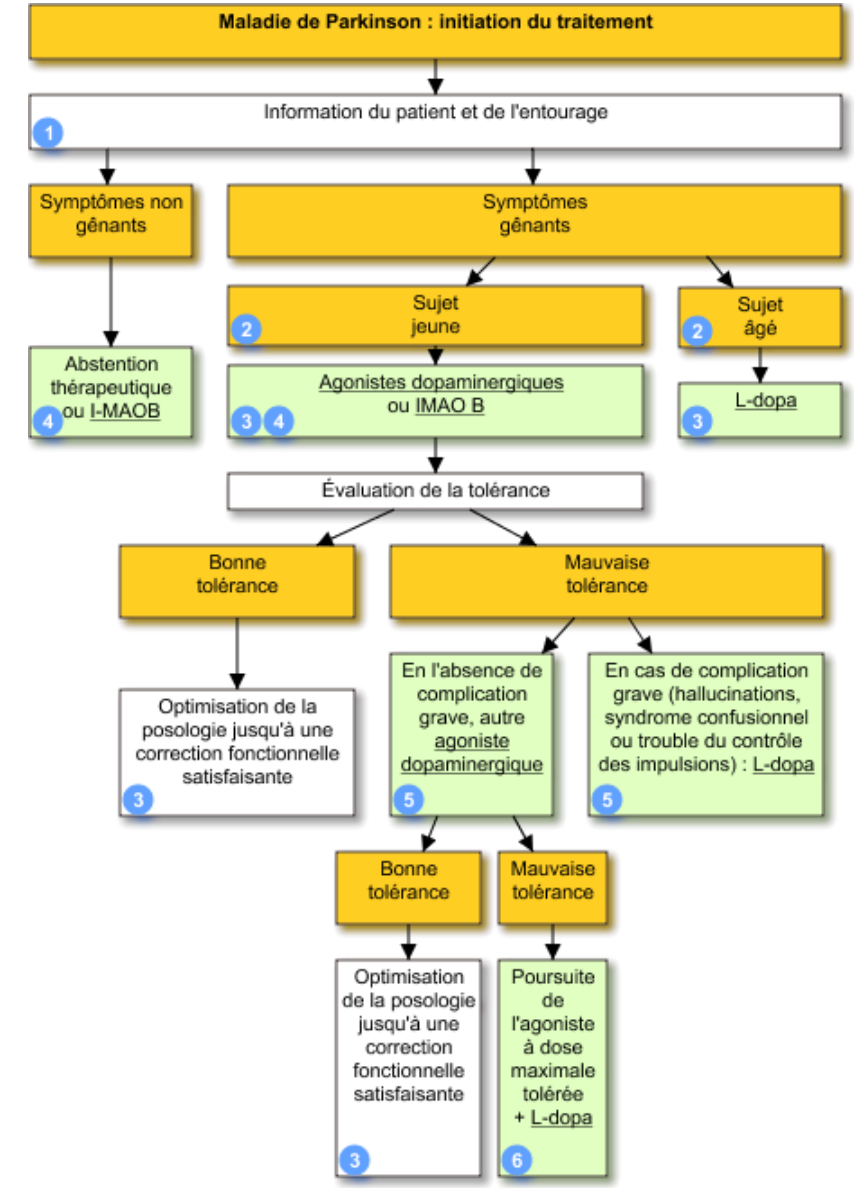 Maladie de Parkinson : initiation du traitement
Information du patient et de l'entourage
1
Symptômes non
gênants
Symptômes
gênants
Sujet
jeune
2
Sujet
âgé
2
Abstention
thérapeutique
ou I-MAOB
4
Agonistes dopaminergiques
ou IMAO B
3 4
L-dopa
3
Évaluation de la tolérance
Bonne
tolérance
Mauvaise
tolérance
Optimisation de la
posologie jusqu'à une
correction fonctionnelle
satisfaisante
3
En l'absence de
complication
grave, autre
agoniste
dopaminergique
5
En cas de complication
grave (hallucinations,
syndrome confusionnel
ou trouble du contrôle
des impulsions) : L-dopa
5
Bonne
tolérance
Mauvaise
tolérance
Optimisation
de la posologie
jusqu'à une
correction
fonctionnelle
satisfaisante
3
Poursuite
de
l'agoniste
à dose
maximale
tolérée
+ L-dopa
6